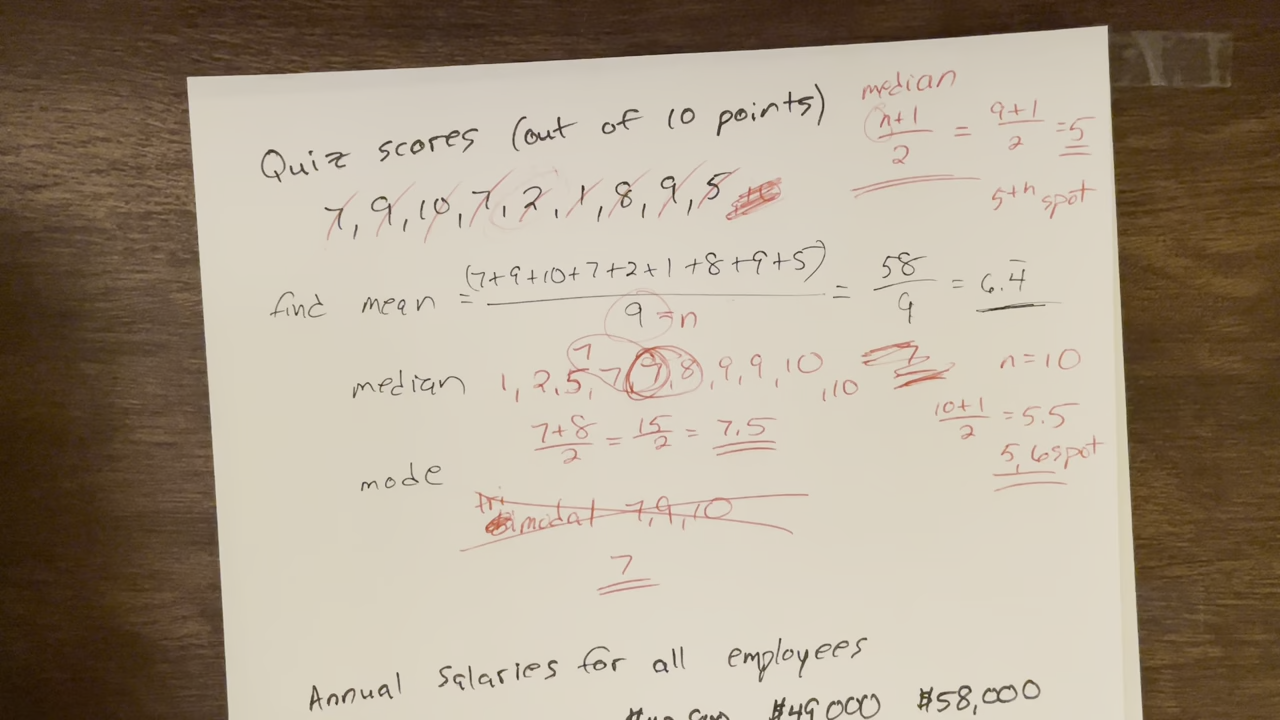 Quiz scores (out of 10 points)
7, 9, 10, 7, 2, 1, 8, 9, 5
median
n+1/2 = 9+1/2 = 5
5th spot
find mean = (7+9+10+7+2+1+8+9+5)/9 = 58/9 = 6.4̅
9 = n
7
median 1, 2, 5, 7, 7, 8, 9, 9, 10, 10
7
n=10
10+1/2 = 5.5
5, 6 spot
7+8/2 = 15/2 = 7.5
mode
tri modal 7, 9, 10
7
Annual Salaries for all employees
$49,000 $58,000